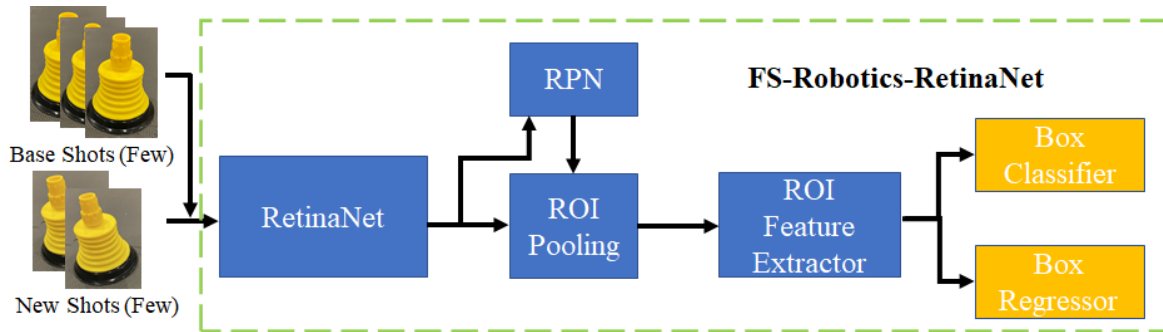 Base Shots (Few)
New Shots (Few)
RetinaNet
RPN
ROI
Pooling
FS-Robotics-RetinaNet
ROI
Feature
Extractor
Box
Classifier
Box
Regressor